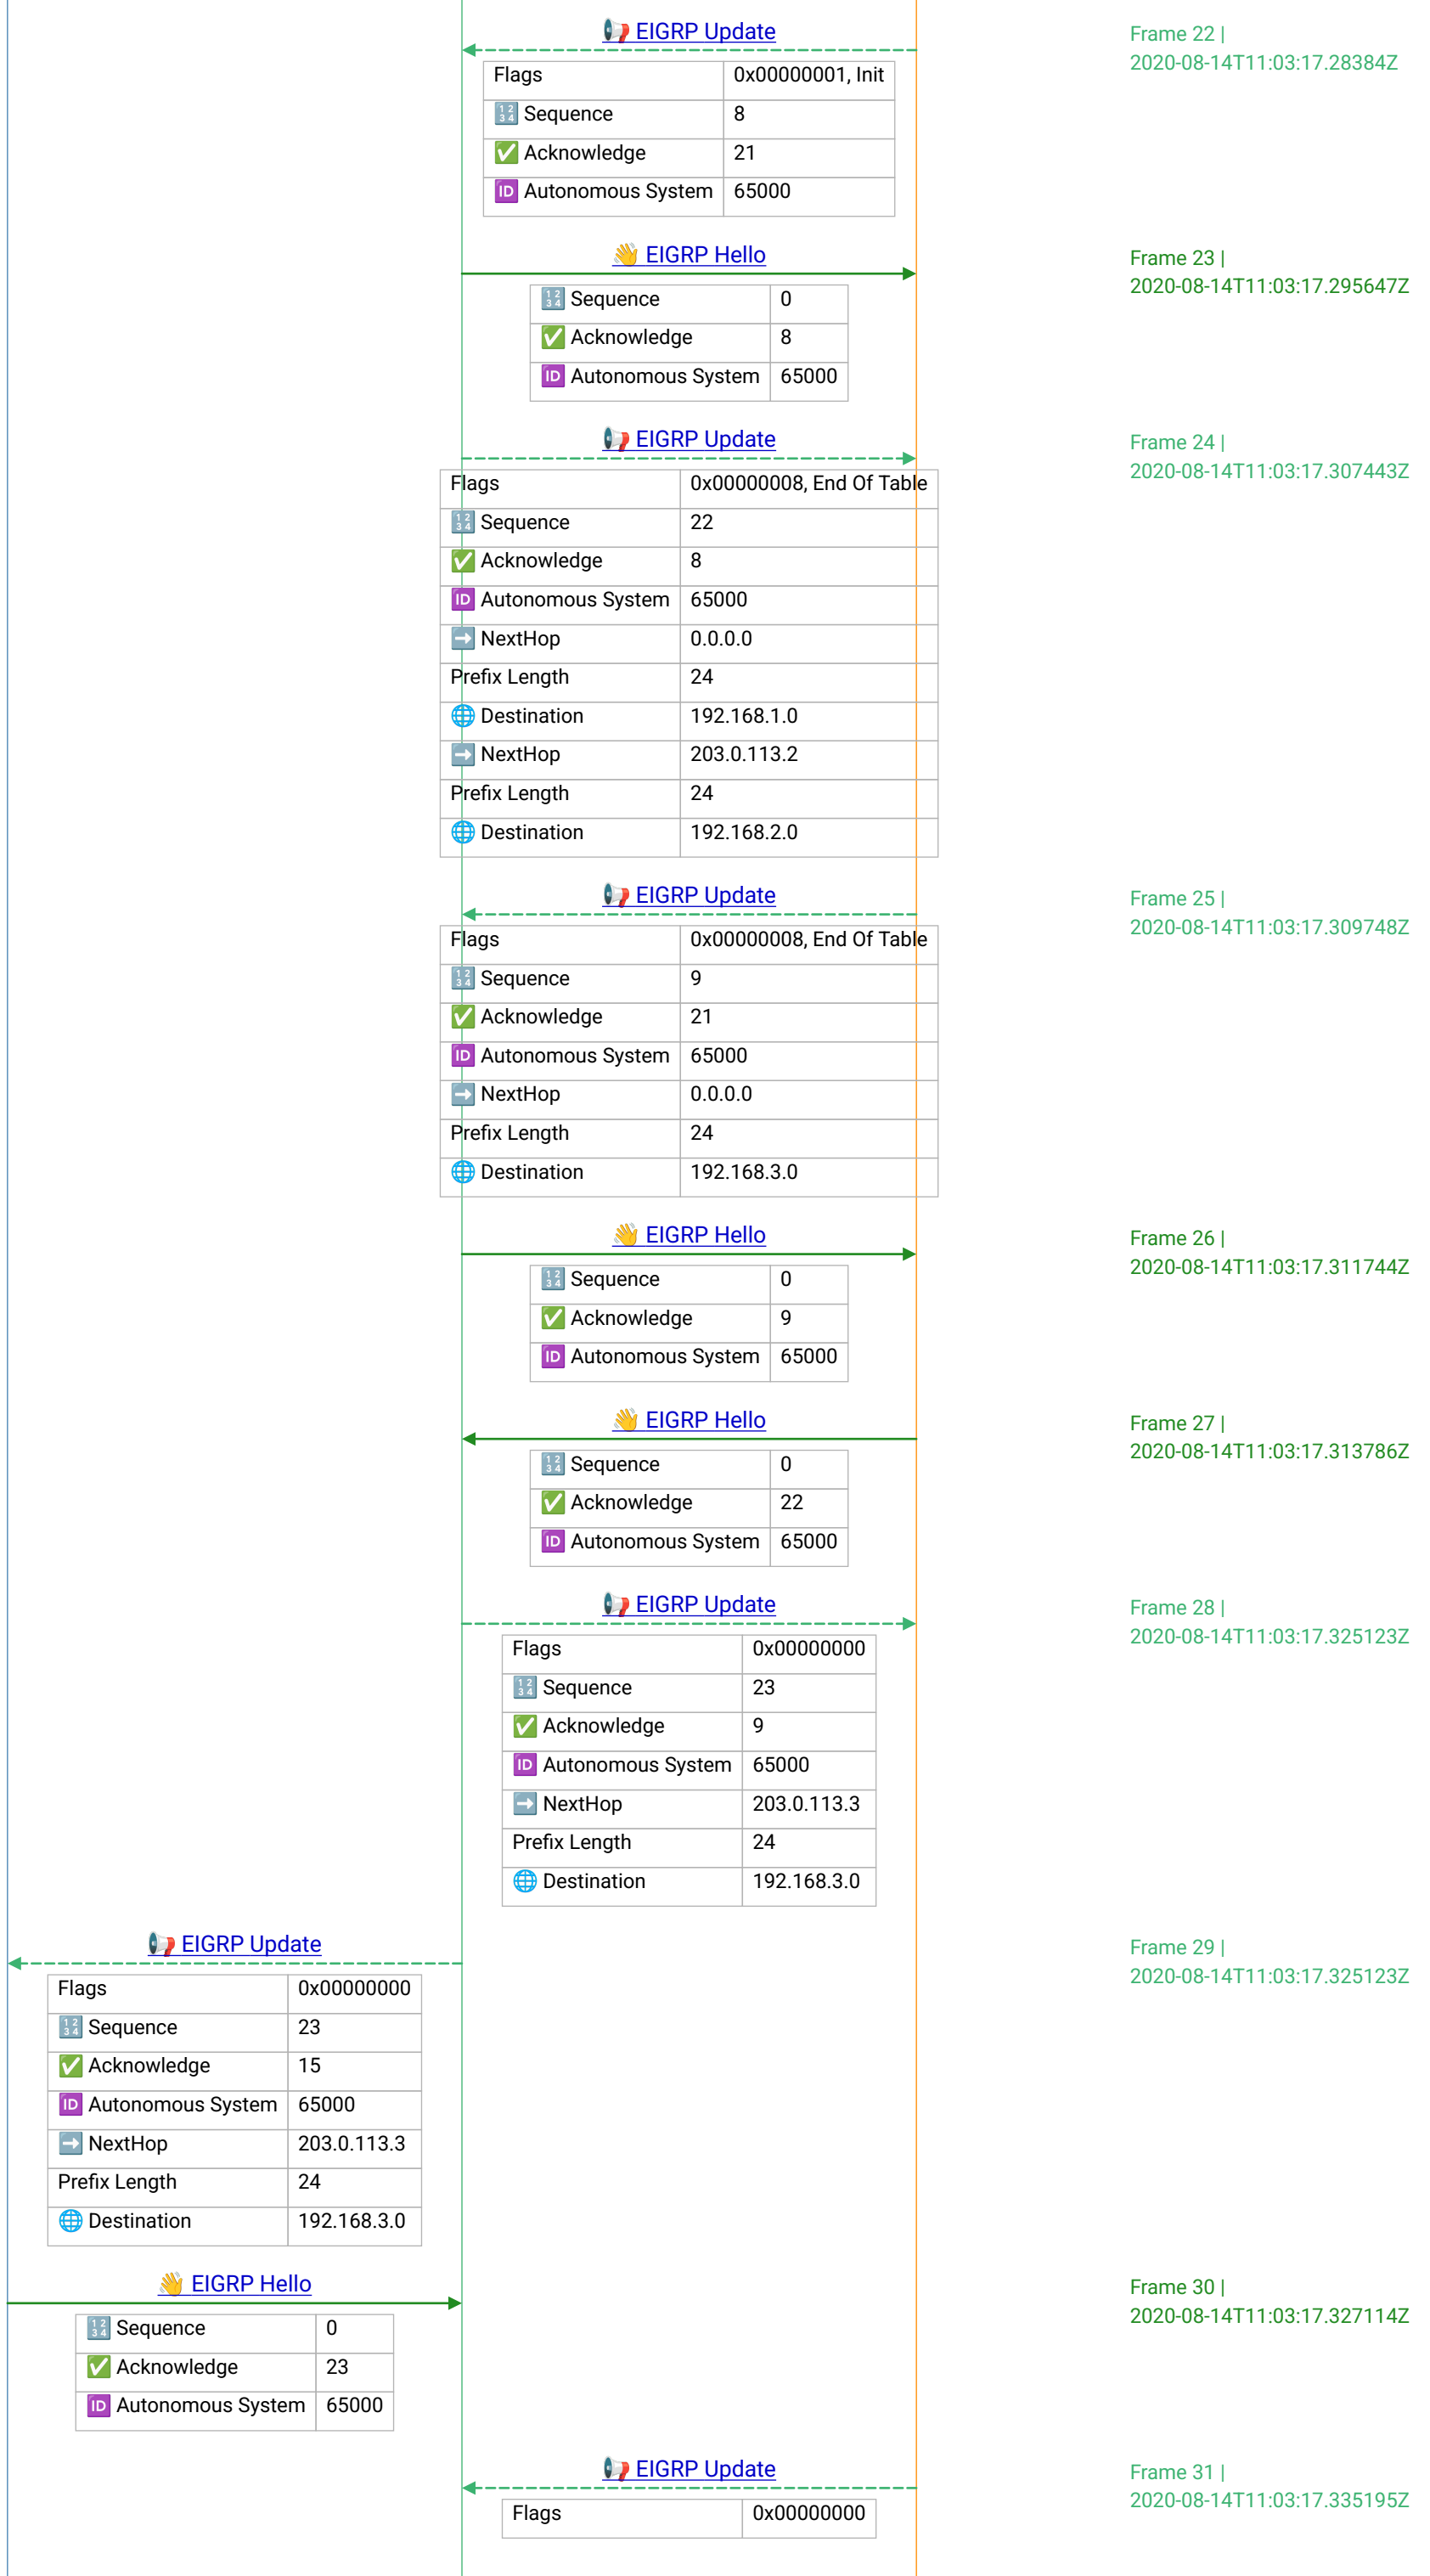 📢 EIGRP Update
Frame 22 |
2020-08-14T11:03:17.28384Z
Flags 0x00000001, Init
🔢 Sequence 8
✅ Acknowledge 21
🆔 Autonomous System 65000
👋 EIGRP Hello
Frame 23 |
2020-08-14T11:03:17.295647Z
🔢 Sequence 0
✅ Acknowledge 8
🆔 Autonomous System 65000
📢 EIGRP Update
Frame 24 |
2020-08-14T11:03:17.307443Z
Flags 0x00000008, End Of Table
🔢 Sequence 22
✅ Acknowledge 8
🆔 Autonomous System 65000
➡️ NextHop 0.0.0.0
Prefix Length 24
🌐 Destination 192.168.1.0
➡️ NextHop 203.0.113.2
Prefix Length 24
🌐 Destination 192.168.2.0
📢 EIGRP Update
Frame 25 |
2020-08-14T11:03:17.309748Z
Flags 0x00000008, End Of Table
🔢 Sequence 9
✅ Acknowledge 21
🆔 Autonomous System 65000
➡️ NextHop 0.0.0.0
Prefix Length 24
🌐 Destination 192.168.3.0
👋 EIGRP Hello
Frame 26 |
2020-08-14T11:03:17.311744Z
🔢 Sequence 0
✅ Acknowledge 9
🆔 Autonomous System 65000
👋 EIGRP Hello
Frame 27 |
2020-08-14T11:03:17.313786Z
🔢 Sequence 0
✅ Acknowledge 22
🆔 Autonomous System 65000
📢 EIGRP Update
Frame 28 |
2020-08-14T11:03:17.325123Z
Flags 0x00000000
🔢 Sequence 23
✅ Acknowledge 9
🆔 Autonomous System 65000
➡️ NextHop 203.0.113.3
Prefix Length 24
🌐 Destination 192.168.3.0
📢 EIGRP Update
Frame 29 |
2020-08-14T11:03:17.325123Z
Flags 0x00000000
🔢 Sequence 23
✅ Acknowledge 15
🆔 Autonomous System 65000
➡️ NextHop 203.0.113.3
Prefix Length 24
🌐 Destination 192.168.3.0
👋 EIGRP Hello
Frame 30 |
2020-08-14T11:03:17.327114Z
🔢 Sequence 0
✅ Acknowledge 23
🆔 Autonomous System 65000
📢 EIGRP Update
Frame 31 |
2020-08-14T11:03:17.335195Z
Flags 0x00000000